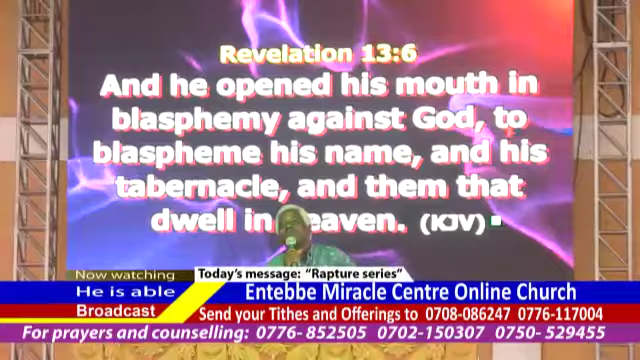 Revelation 13:6
And he opened his mouth in
blasphemy against God, to
blaspheme his name, and his
tabernacle, and them that
dwell in heaven. (KJV)
Now watching
Today's message: "Rapture series"
He is able
Entebbe Miracle Centre Online Church
Broadcast
Send your Tithes and Offerings to 0708-086247 0776-117004
For prayers and counselling: 0776- 852505 0702-150307 0750- 529455